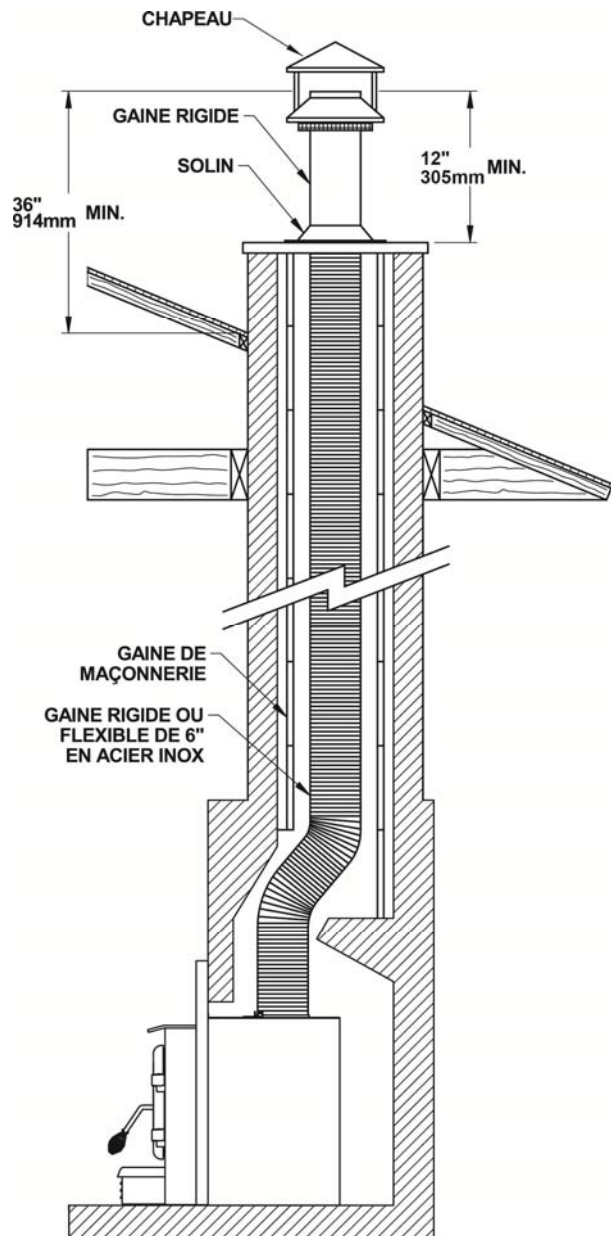 CHAPEAU
GAINE RIGIDE
SOLIN
12"
305mm MIN.
36"
914mm MIN.
GAINE DE
MAÇONNERIE
GAINE RIGIDE OU
FLEXIBLE DE 6"
EN ACIER INOX